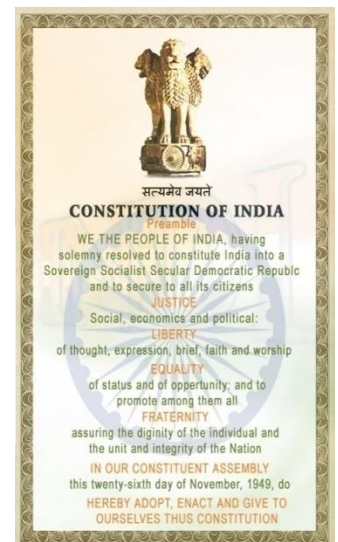 सत्यमेव जयते
CONSTITUTION OF INDIA
Preamble
WE THE PEOPLE OF INDIA, having
solemny resolved to constitute India into a
Sovereign Socialist Secular Democratic Republc
and to secure to all its citizens
JUSTICE
Social, economics and political:
LIBERTY
of thought, expression, brief, faith and worship
EQUALITY
of status and of opportunity: and to
promote among them all
FRATERNITY
assuring the diginity of the individual and
the unit and integrity of the Nation
IN OUR CONSTITUENT ASSEMBLY
this twenty-sixth day of November, 1949, do
HEREBY ADOPT, ENACT AND GIVE TO
OURSELVES THUS CONSTITUTION